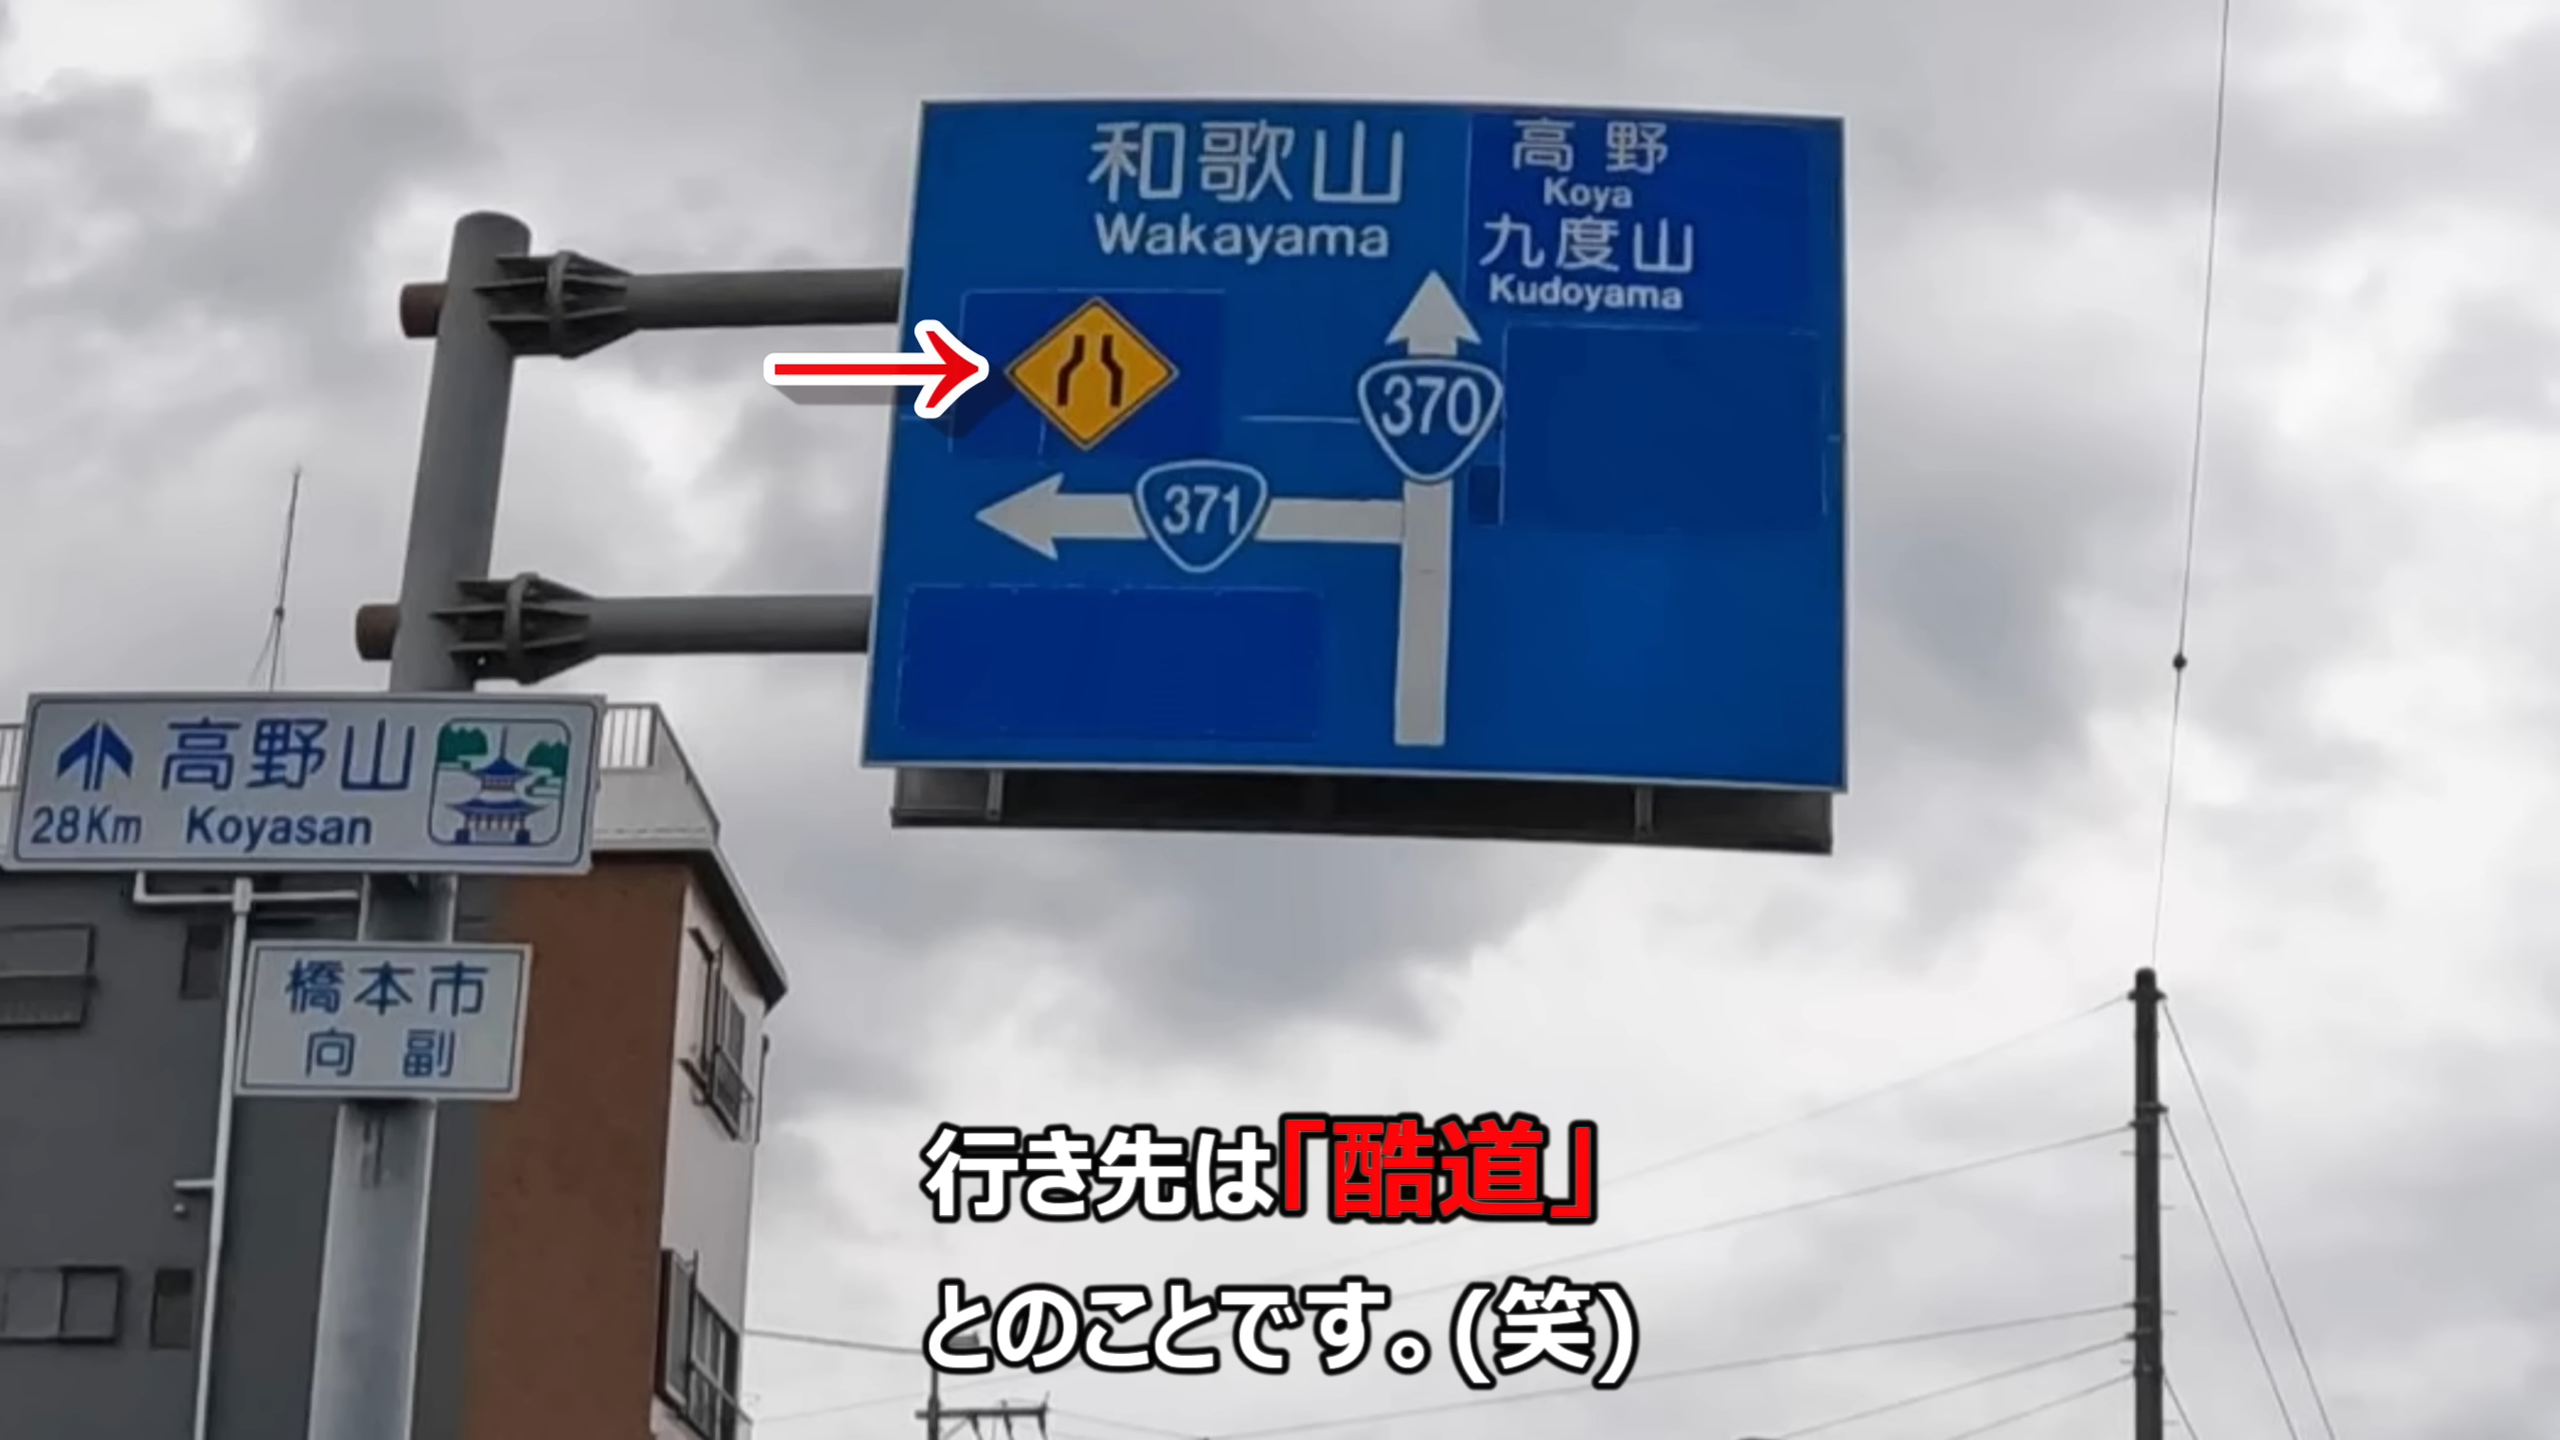 和歌山
Wakayama
高野
Koya
九度山
Kudoyama
370
371
高野山
28Km Koyasan
橋本市
向副
行き先は「酷道」
とのことです。(笑)